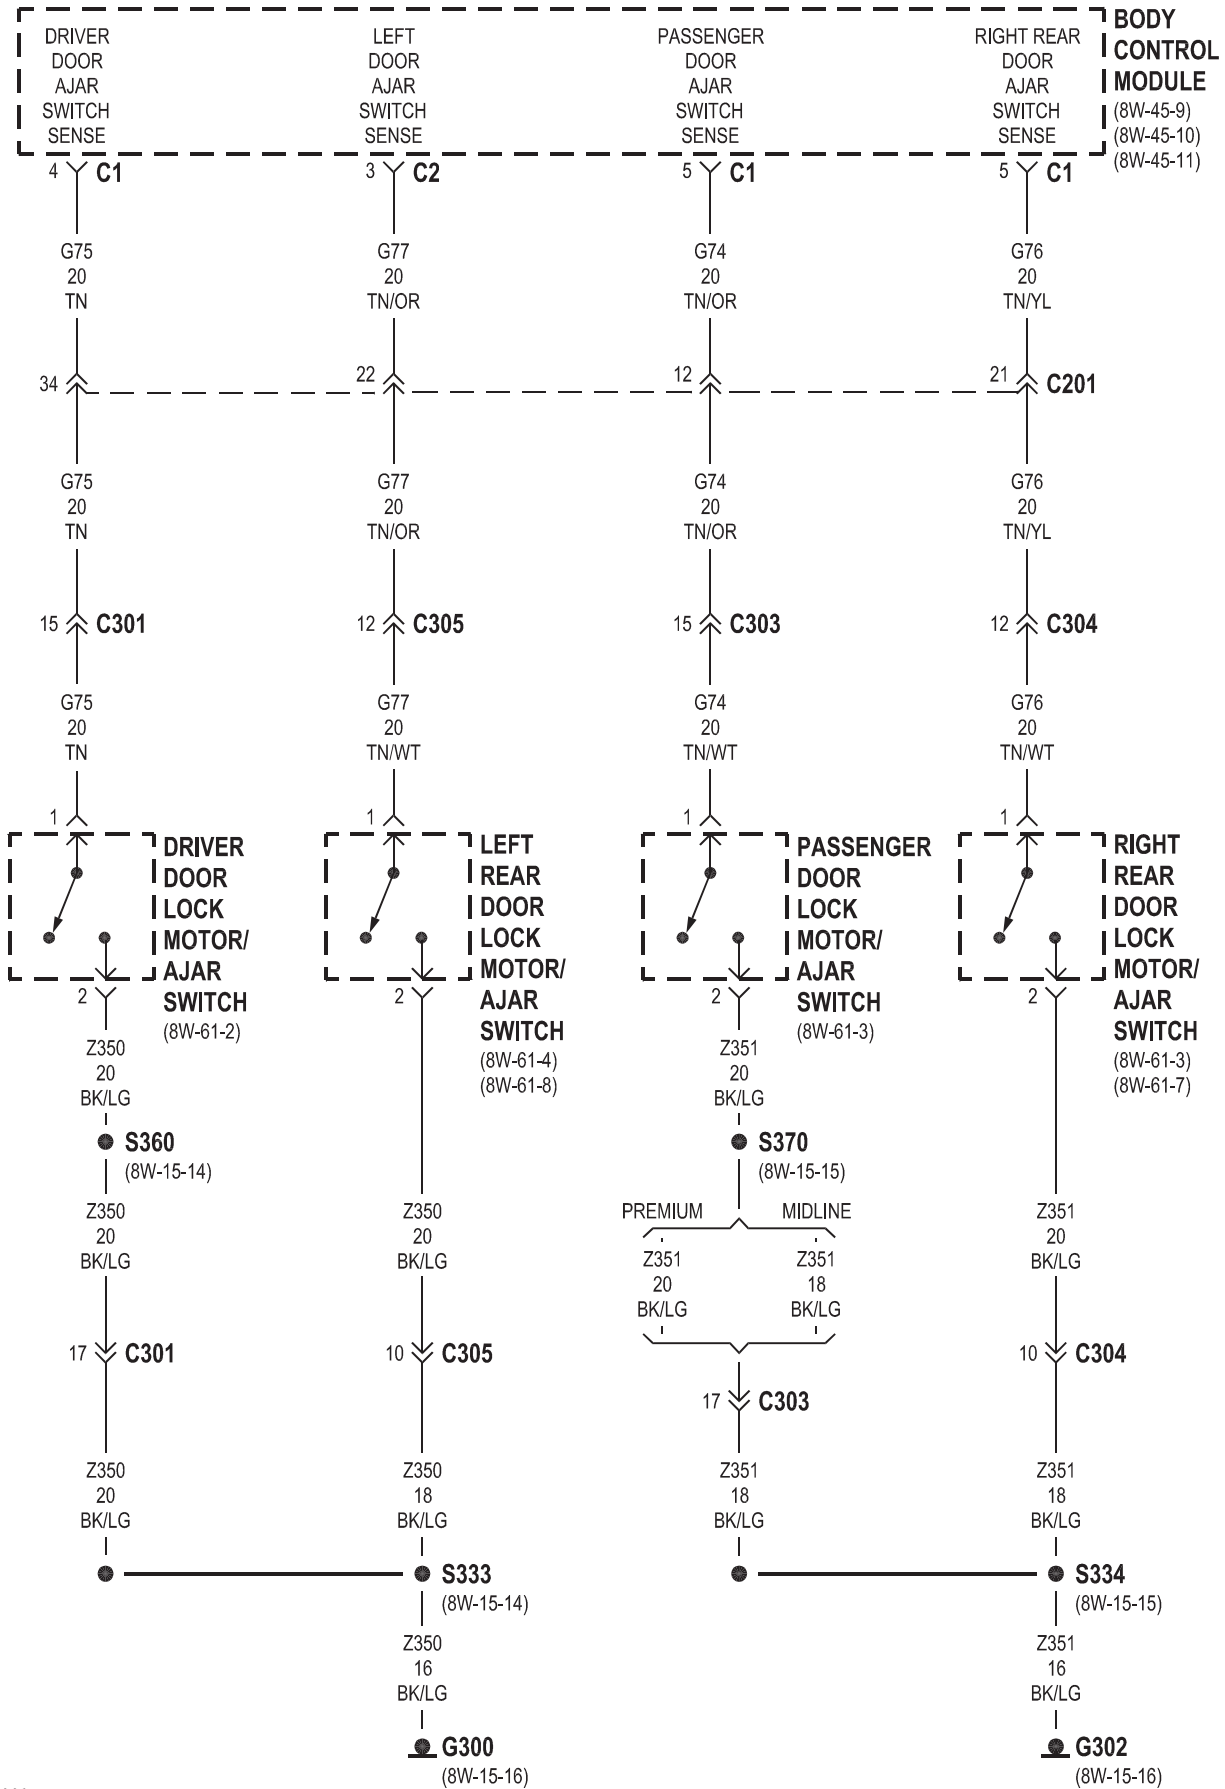 DRIVER
DOOR
AJAR
SWITCH
SENSE
LEFT
DOOR
AJAR
SWITCH
SENSE
PASSENGER
DOOR
AJAR
SWITCH
SENSE
RIGHT REAR
DOOR
AJAR
SWITCH
SENSE
BODY
CONTROL
MODULE
(8W-45-9)
(8W-45-10)
(8W-45-11)
4 C1
3 C2
5 C1
5 C1
G75
20
TN
G77
20
TN/OR
G74
20
TN/OR
G76
20
TN/YL
34
22
12
21 C201
G75
20
TN
G77
20
TN/OR
G74
20
TN/OR
G76
20
TN/YL
15 C301
12 C305
15 C303
12 C304
G75
20
TN
G77
20
TN/WT
G74
20
TN/WT
G76
20
TN/WT
1
1
1
1
DRIVER
DOOR
LOCK
MOTOR/
AJAR
SWITCH
(8W-61-2)
LEFT
REAR
DOOR
LOCK
MOTOR/
AJAR
SWITCH
(8W-61-4)
(8W-61-8)
PASSENGER
DOOR
LOCK
MOTOR/
AJAR
SWITCH
(8W-61-3)
RIGHT
REAR
DOOR
LOCK
MOTOR/
AJAR
SWITCH
(8W-61-3)
(8W-61-7)
2
2
2
2
Z350
20
BK/LG
Z351
20
BK/LG
S360
(8W-15-14)
S370
(8W-15-15)
PREMIUM
MIDLINE
Z350
20
BK/LG
Z350
20
BK/LG
Z351
20
BK/LG
Z351
18
BK/LG
Z351
20
BK/LG
17 C301
10 C305
17 C303
10 C304
Z350
20
BK/LG
Z350
18
BK/LG
Z351
18
BK/LG
Z351
18
BK/LG
S333
(8W-15-14)
S334
(8W-15-15)
Z350
16
BK/LG
Z351
16
BK/LG
G300
(8W-15-16)
G302
(8W-15-16)